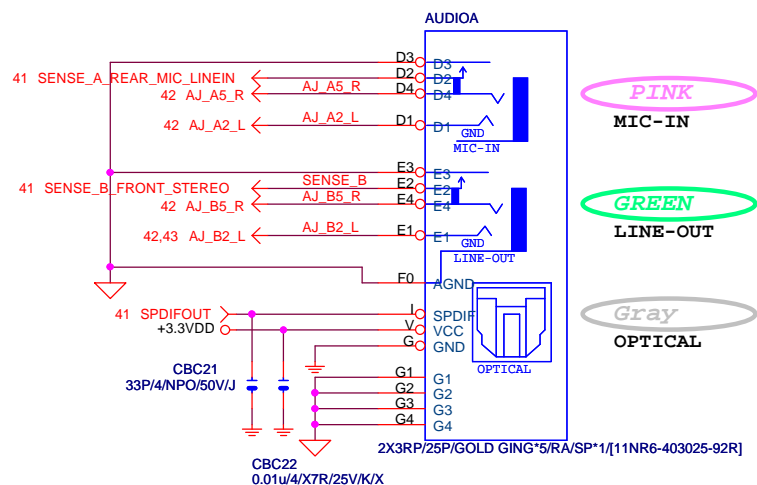 AUDIOA
D3 D3
41 SENSE_A_REAR_MIC_LINEIN D2 D2
42 AJ_A5_R AJ_A5_R D4 D4
42 AJ_A2_L AJ_A2_L D1 D1
GND
MIC-IN
PINK
MIC-IN
E3 E3
41 SENSE_B_FRONT_STEREO SENSE_B E2 E2
42 AJ_B5_R AJ_B5_R E4 E4
42,43 AJ_B2_L AJ_B2_L E1 E1
GND
LINE-OUT
GREEN
LINE-OUT
F0 AGND
41 SPDIFOUT I SPDIF
+3.3VDD V VCC
G GND
OPTICAL
Gray
OPTICAL
CBC21
33P/4/NPO/50V/J
G1 G1
G2 G2
G3 G3
G4 G4
2X3RP/25P/GOLD GING*5/RA/SP*1/[11NR6-403025-92R]
CBC22
0.01u/4/X7R/25V/K/X